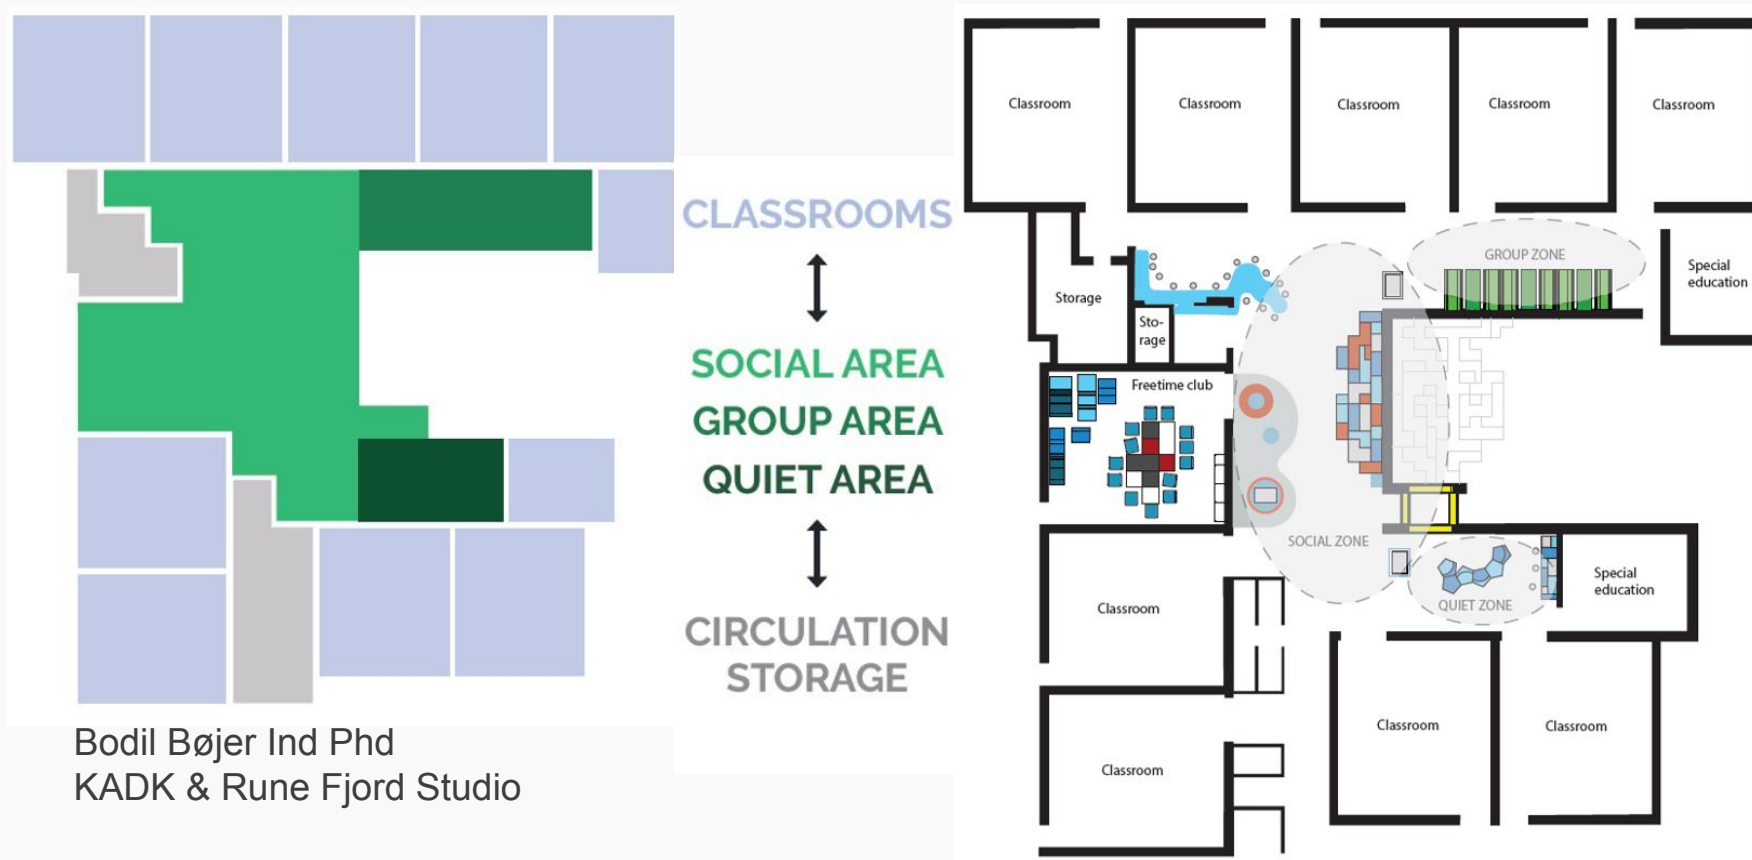 CLASSROOMS
SOCIAL AREA
GROUP AREA
QUIET AREA
CIRCULATION
STORAGE
Bodil Bøjer Ind Phd
KADK & Rune Fjord Studio
Classroom
Classroom
Classroom
Classroom
Classroom
GROUP ZONE
Special
education
Storage
Sto-
rage
Freetime club
SOCIAL ZONE
Special
education
QUIET ZONE
Classroom
Classroom
Classroom
Classroom